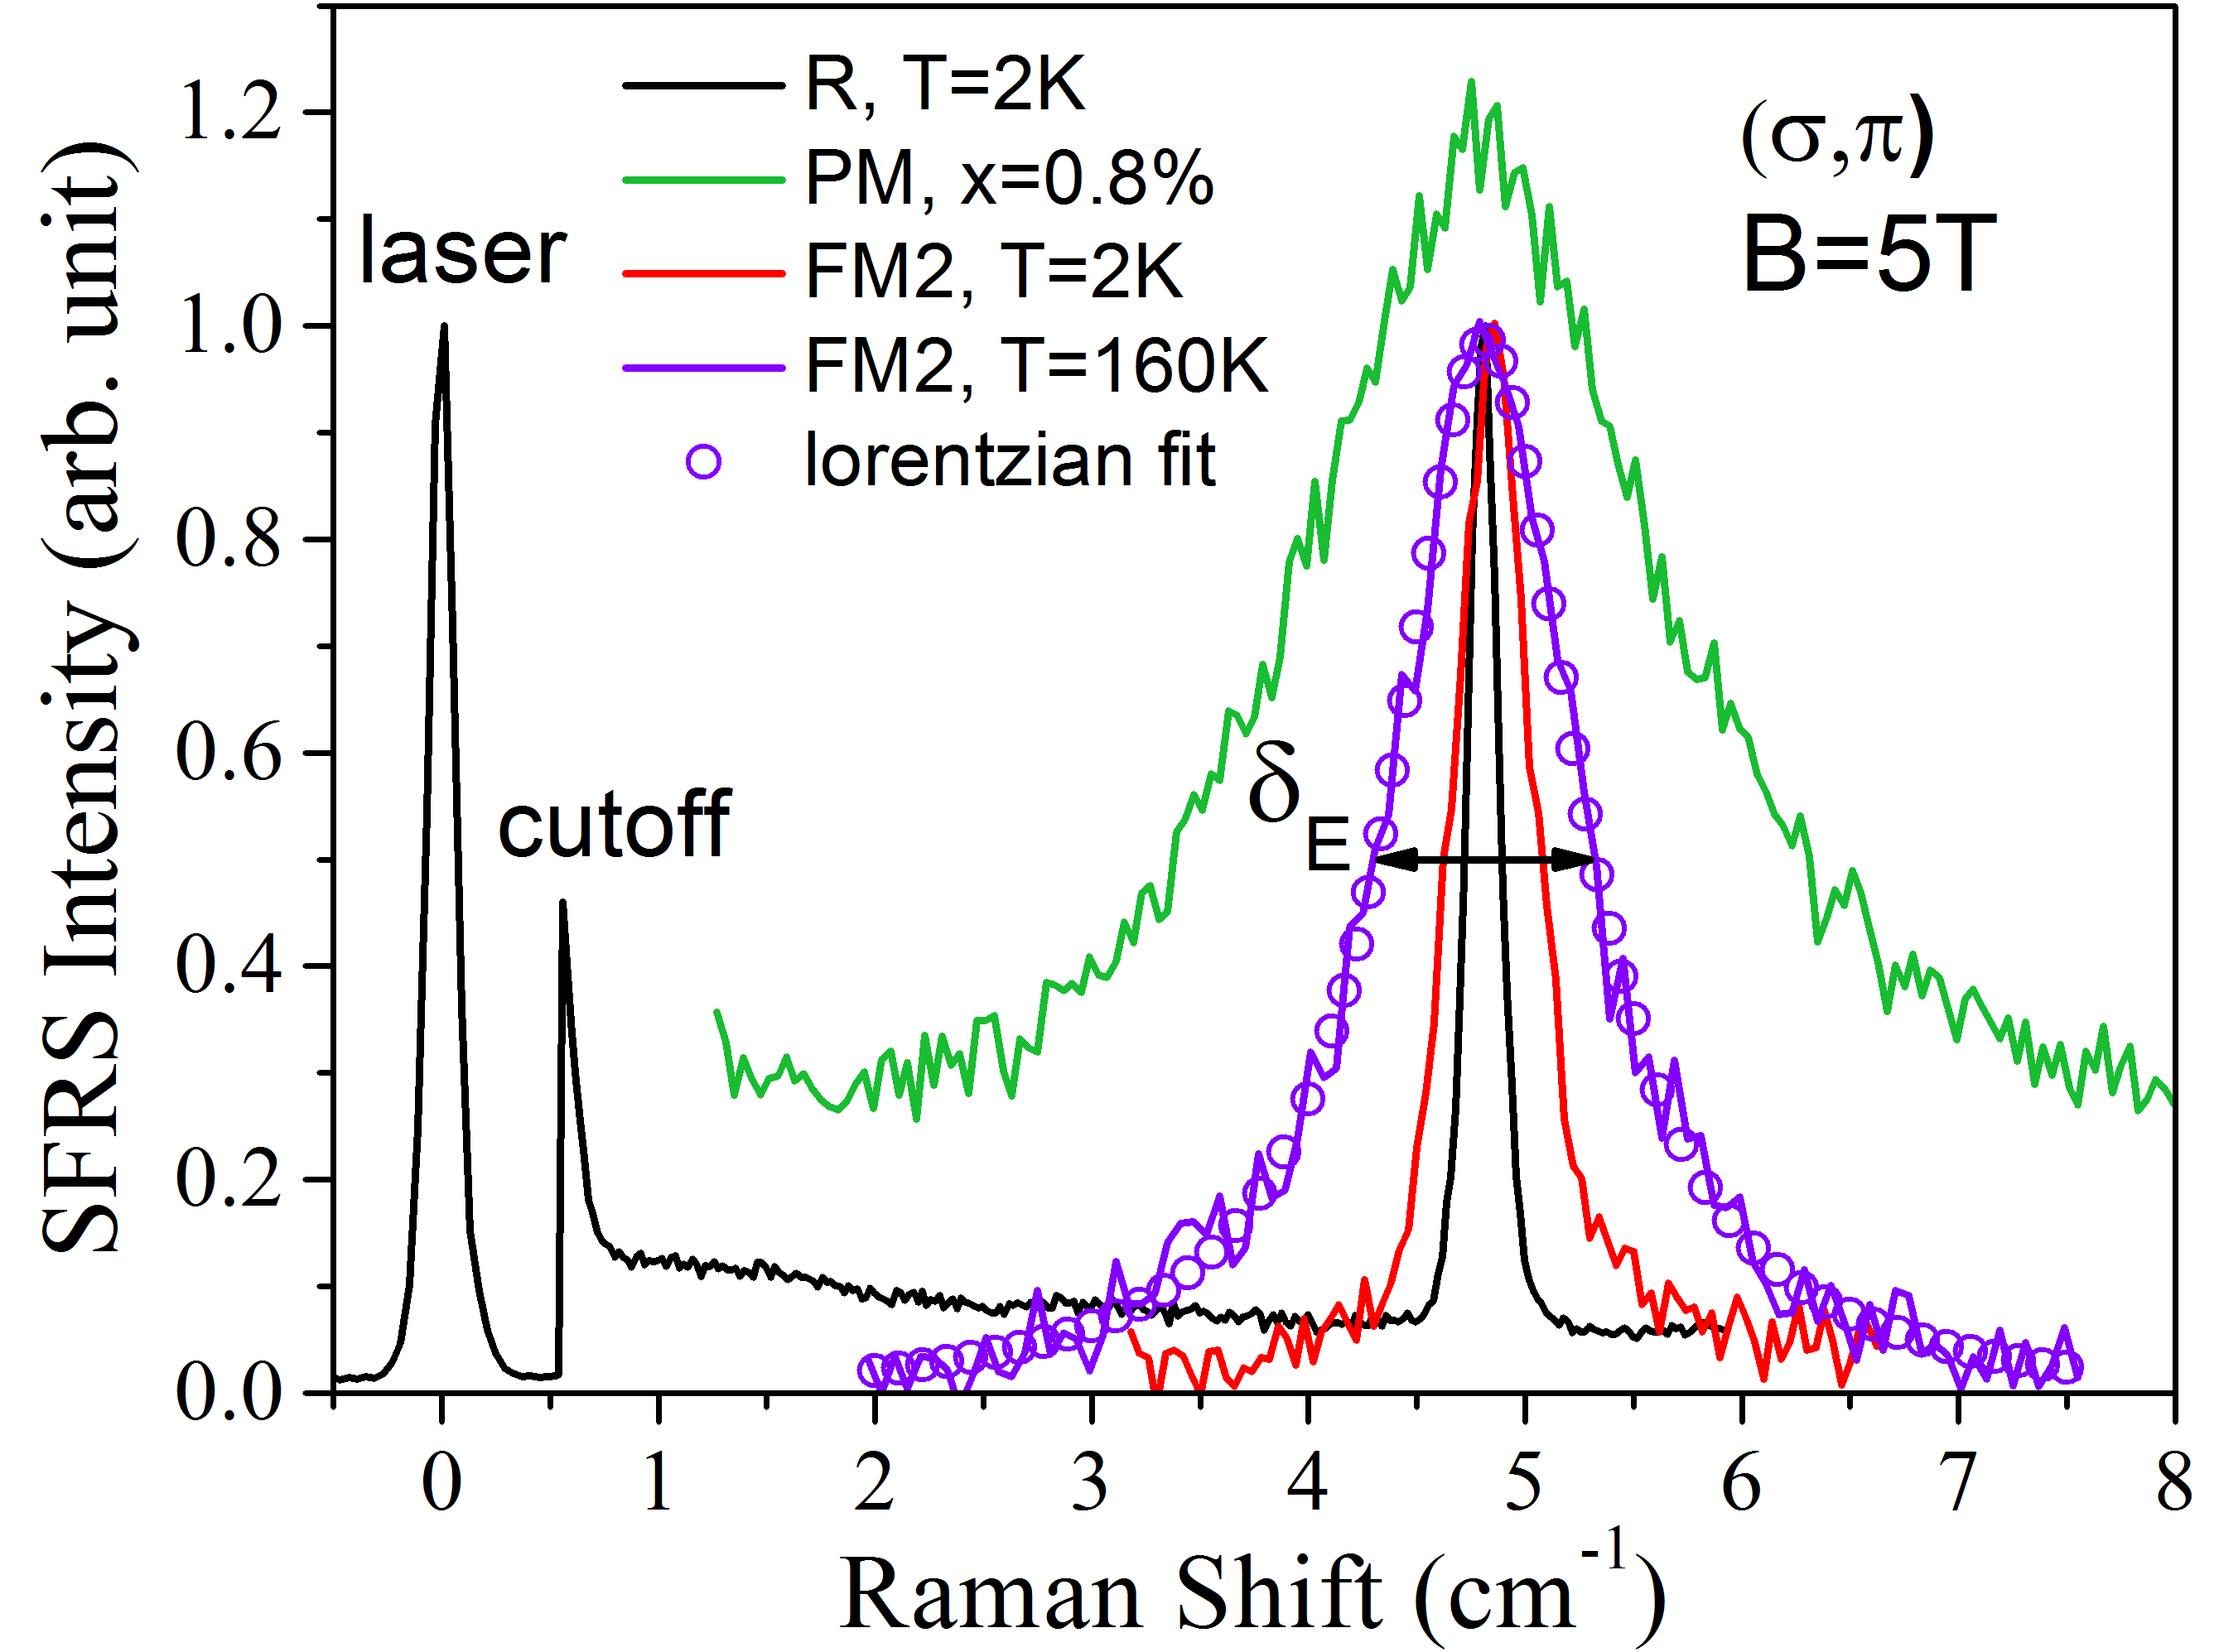 R, T=2K
PM, x=0.8%
FM2, T=2K
FM2, T=160K
lorentzian fit
(σ,π)
B=5T
laser
cutoff
δE
SFRS Intensity (arb. unit)
1.2
1.0
0.8
0.6
0.4
0.2
0.0
0 1 2 3 4 5 6 7 8
Raman Shift (cm-1)